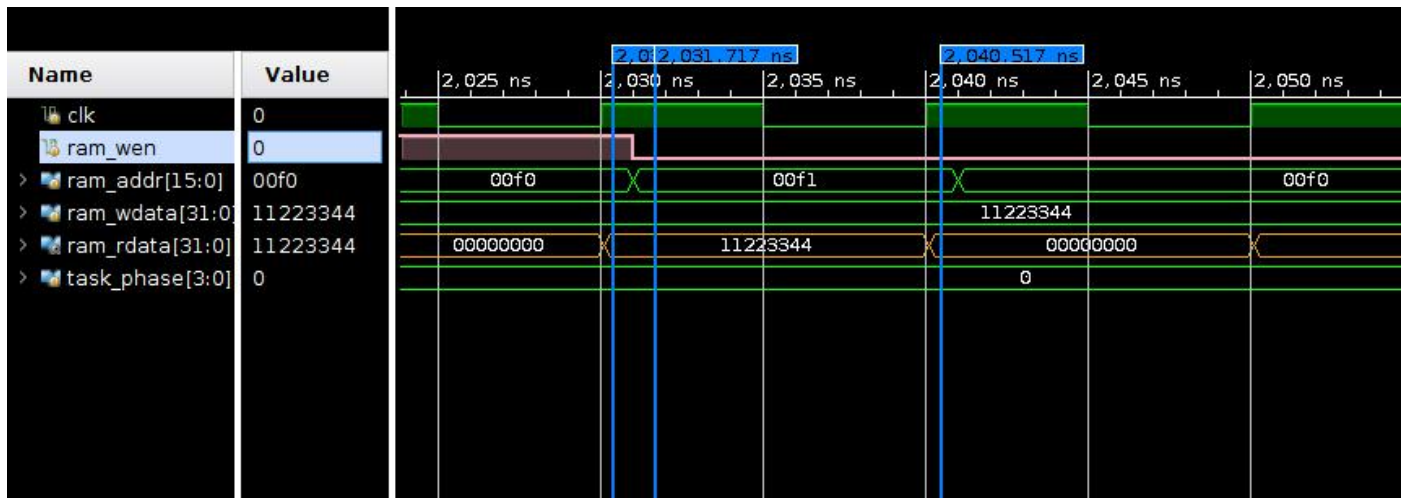 2,0 2,031.717 ns 2,040.517 ns
Name Value 2,025 ns 2,030 ns 2,035 ns 2,040 ns 2,045 ns 2,050 ns
clk 0
ram_wen 0
ram_addr[15:0] 00f0 00f0 00f1 00f0
ram_wdata[31:0] 11223344 11223344
ram_rdata[31:0] 11223344 00000000 11223344 00000000
task_phase[3:0] 0 0